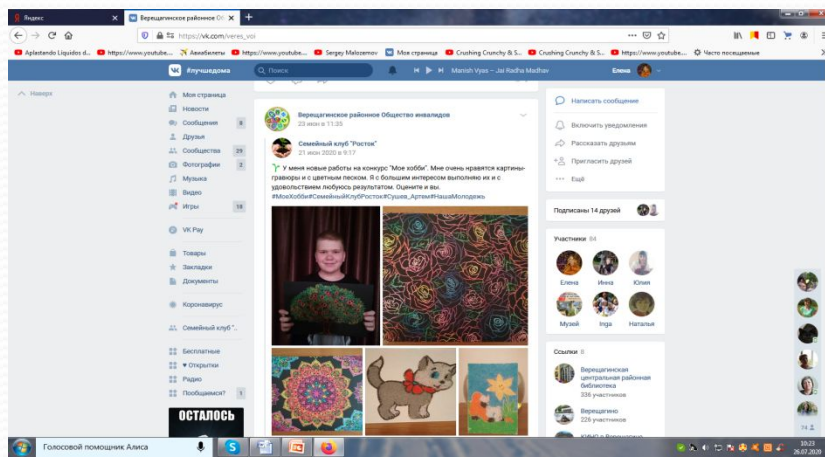 Яндекс
Верещагинское районное Об
https://vk.com/veres_voi
Aplastando Liquidos d...
https://www.youtube...
Авиабилеты
https://www.youtube...
Sergey Malozemov
Моя страница
Crushing Crunchy & S...
Crushing Crunchy & S...
https://www.youtube...
Часто посещаемые
#лучшедома
Поиск
Manish Vyas – Jai Radha Madhav
Елена
Наверх
Моя страница
Новости
Сообщения 8
Друзья
Сообщества 29
Фотографии 2
Музыка
Видео
Игры 18
VK Pay
Товары
Закладки
Документы
Коронавирус
Семейный клуб "..
Бесплатные
♥ Открытки
Радио
Пообщаемся? 1
ОСТАЛОСЬ
Верещагинское районное Общество инвалидов
23 июн в 11:35
Семейный клуб "Росток"
21 июн 2020 в 9:17
У меня новые работы на конкурс "Мое хобби". Мне очень нравятся картины-
гравюры и с цветным песком. Я с большим интересом выполняю их и с
удовольствием любуюсь результатом. Оцените и вы.
#МоеХобби#СемейныйКлубРосток#Сушев_Артем#НашаМолодежь
Написать сообщение
Включить уведомления
Рассказать друзьям
Пригласить друзей
Ещё
Подписаны 14 друзей
Участники 84
Елена Инна Юлия
Музей Inga Наталья
Ссылки 8
Верещагинская
центральная районная
библиотека
336 участников
Верещагино
226 участников
Голосовой помощник Алиса
10:23
26.07.2020